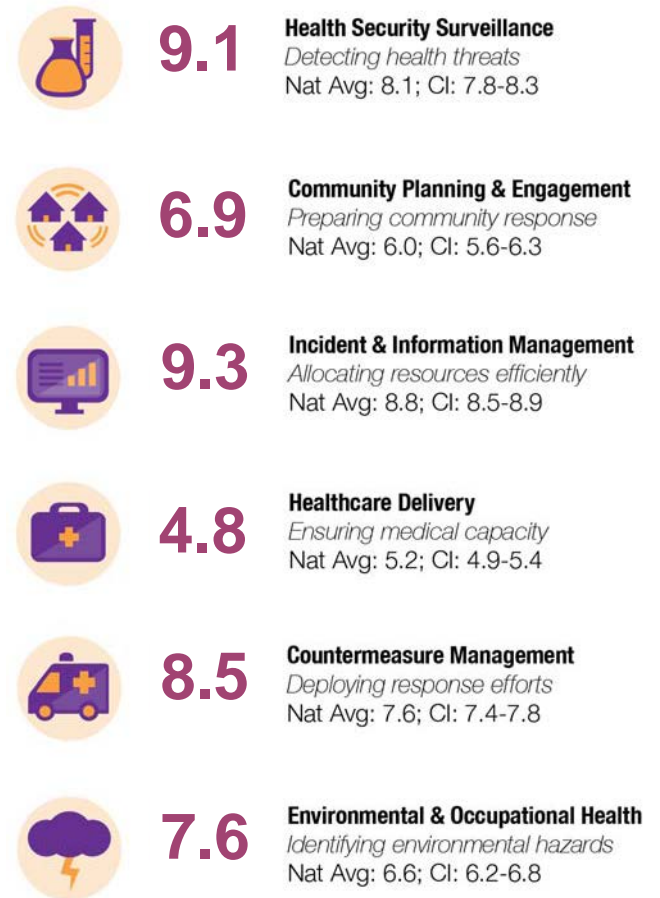 9.1
Health Security Surveillance
Detecting health threats
Nat Avg: 8.1; CI: 7.8-8.3
6.9
Community Planning & Engagement
Preparing community response
Nat Avg: 6.0; CI: 5.6-6.3
9.3
Incident & Information Management
Allocating resources efficiently
Nat Avg: 8.8; CI: 8.5-8.9
4.8
Healthcare Delivery
Ensuring medical capacity
Nat Avg: 5.2; CI: 4.9-5.4
8.5
Countermeasure Management
Deploying response efforts
Nat Avg: 7.6; CI: 7.4-7.8
7.6
Environmental & Occupational Health
Identifying environmental hazards
Nat Avg: 6.6; CI: 6.2-6.8